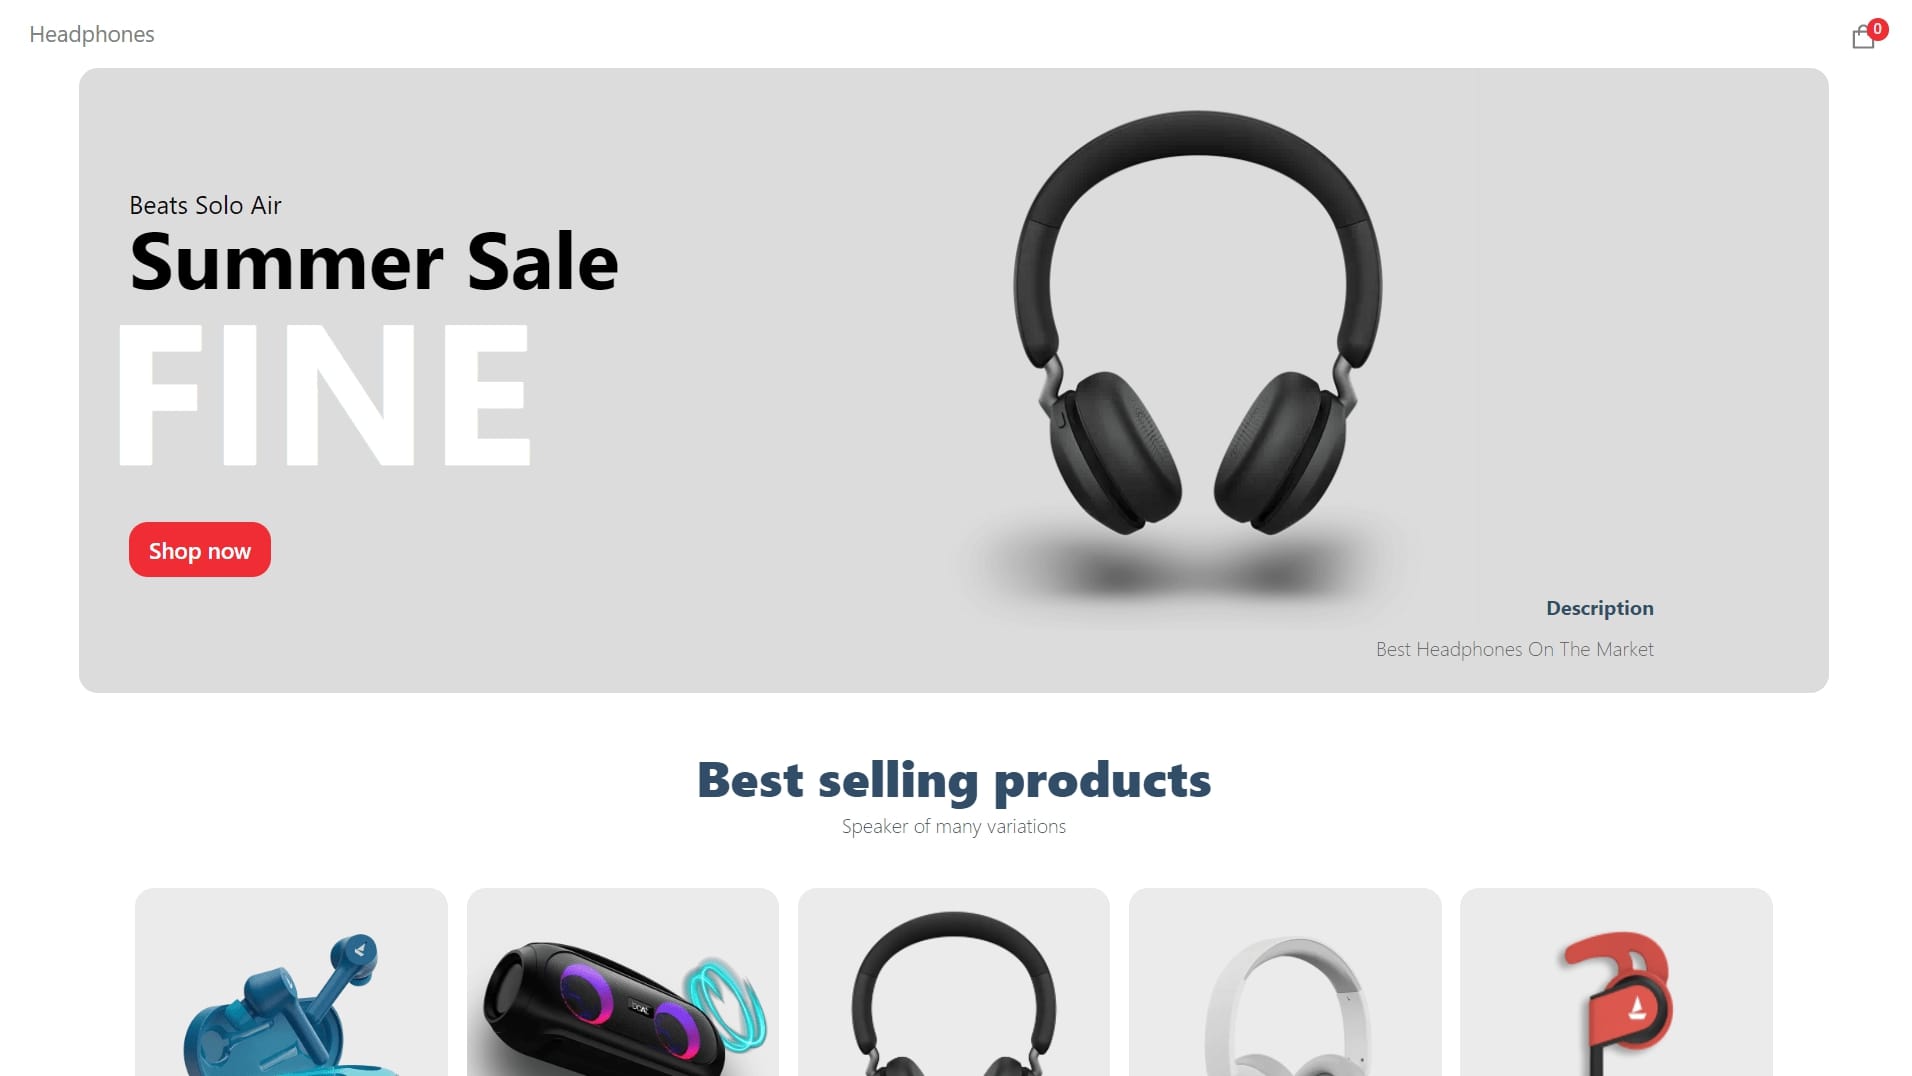 Headphones
0
Beats Solo Air
Summer Sale
FINE
Shop now
Description
Best Headphones On The Market
Best selling products
Speaker of many variations